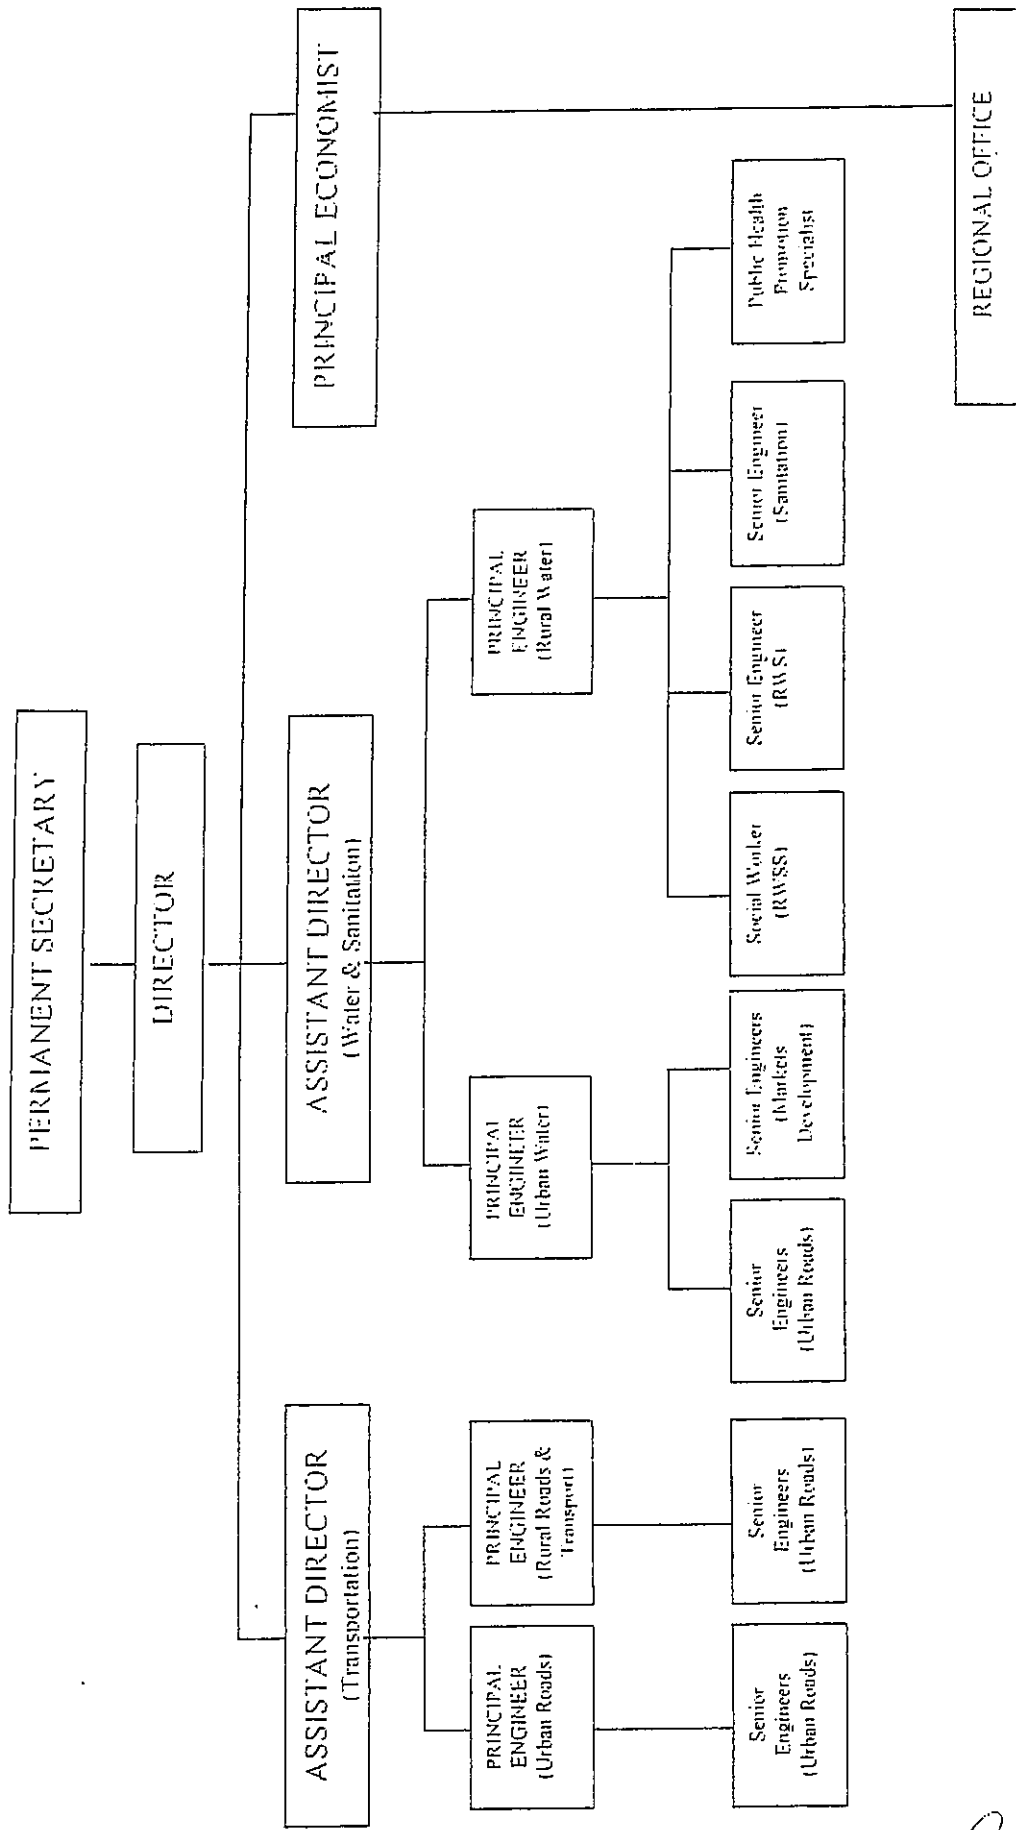 PERMANENT SECRETARY
DIRECTOR
ASSISTANT DIRECTOR
(Transportation)
ASSISTANT DIRECTOR
(Water & Sanitation)
PRINCIPAL ECONOMIST
PRINCIPAL
ENGINEER
(Urban Roads)
PRINCIPAL
ENGINEER
(Rural Roads &
Transport)
PRINCIPAL
ENGINEER
(Urban Water)
PRINCIPAL
ENGINEER
(Rural Water)
Senior
Engineers
(Urban Roads)
Senior
Engineers
(Urban Roads)
Senior
Engineers
(Urban Roads)
Senior Engineers
(Markets
Development)
Social Worker
(RWSS)
Senior Engineer
(RWS)
Senior Engineer
(Sanitation)
Public Health
Promotion
Specialist
REGIONAL OFFICE